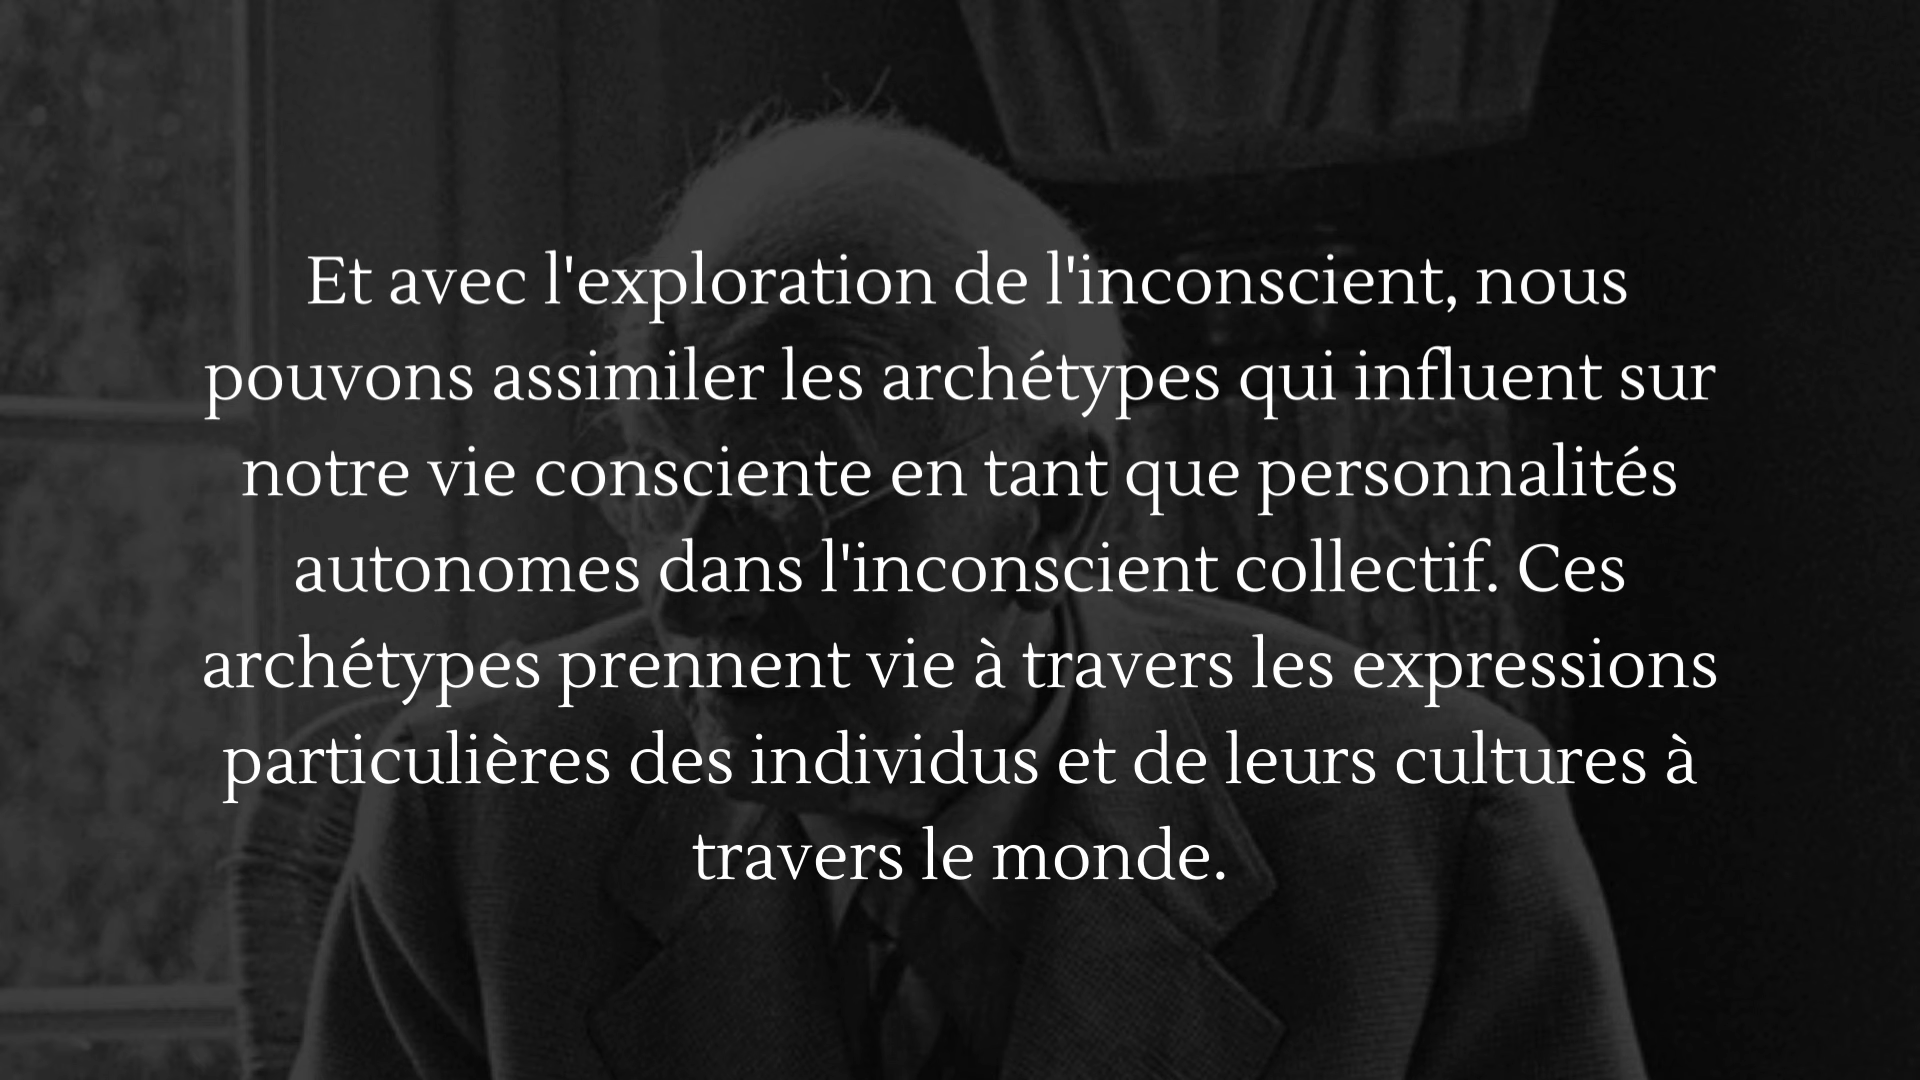 Et avec l'exploration de l'inconscient, nous
pouvons assimiler les archétypes qui influent sur
notre vie consciente en tant que personnalités
autonomes dans l'inconscient collectif. Ces
archétypes prennent vie à travers les expressions
particulières des individus et de leurs cultures à
travers le monde.